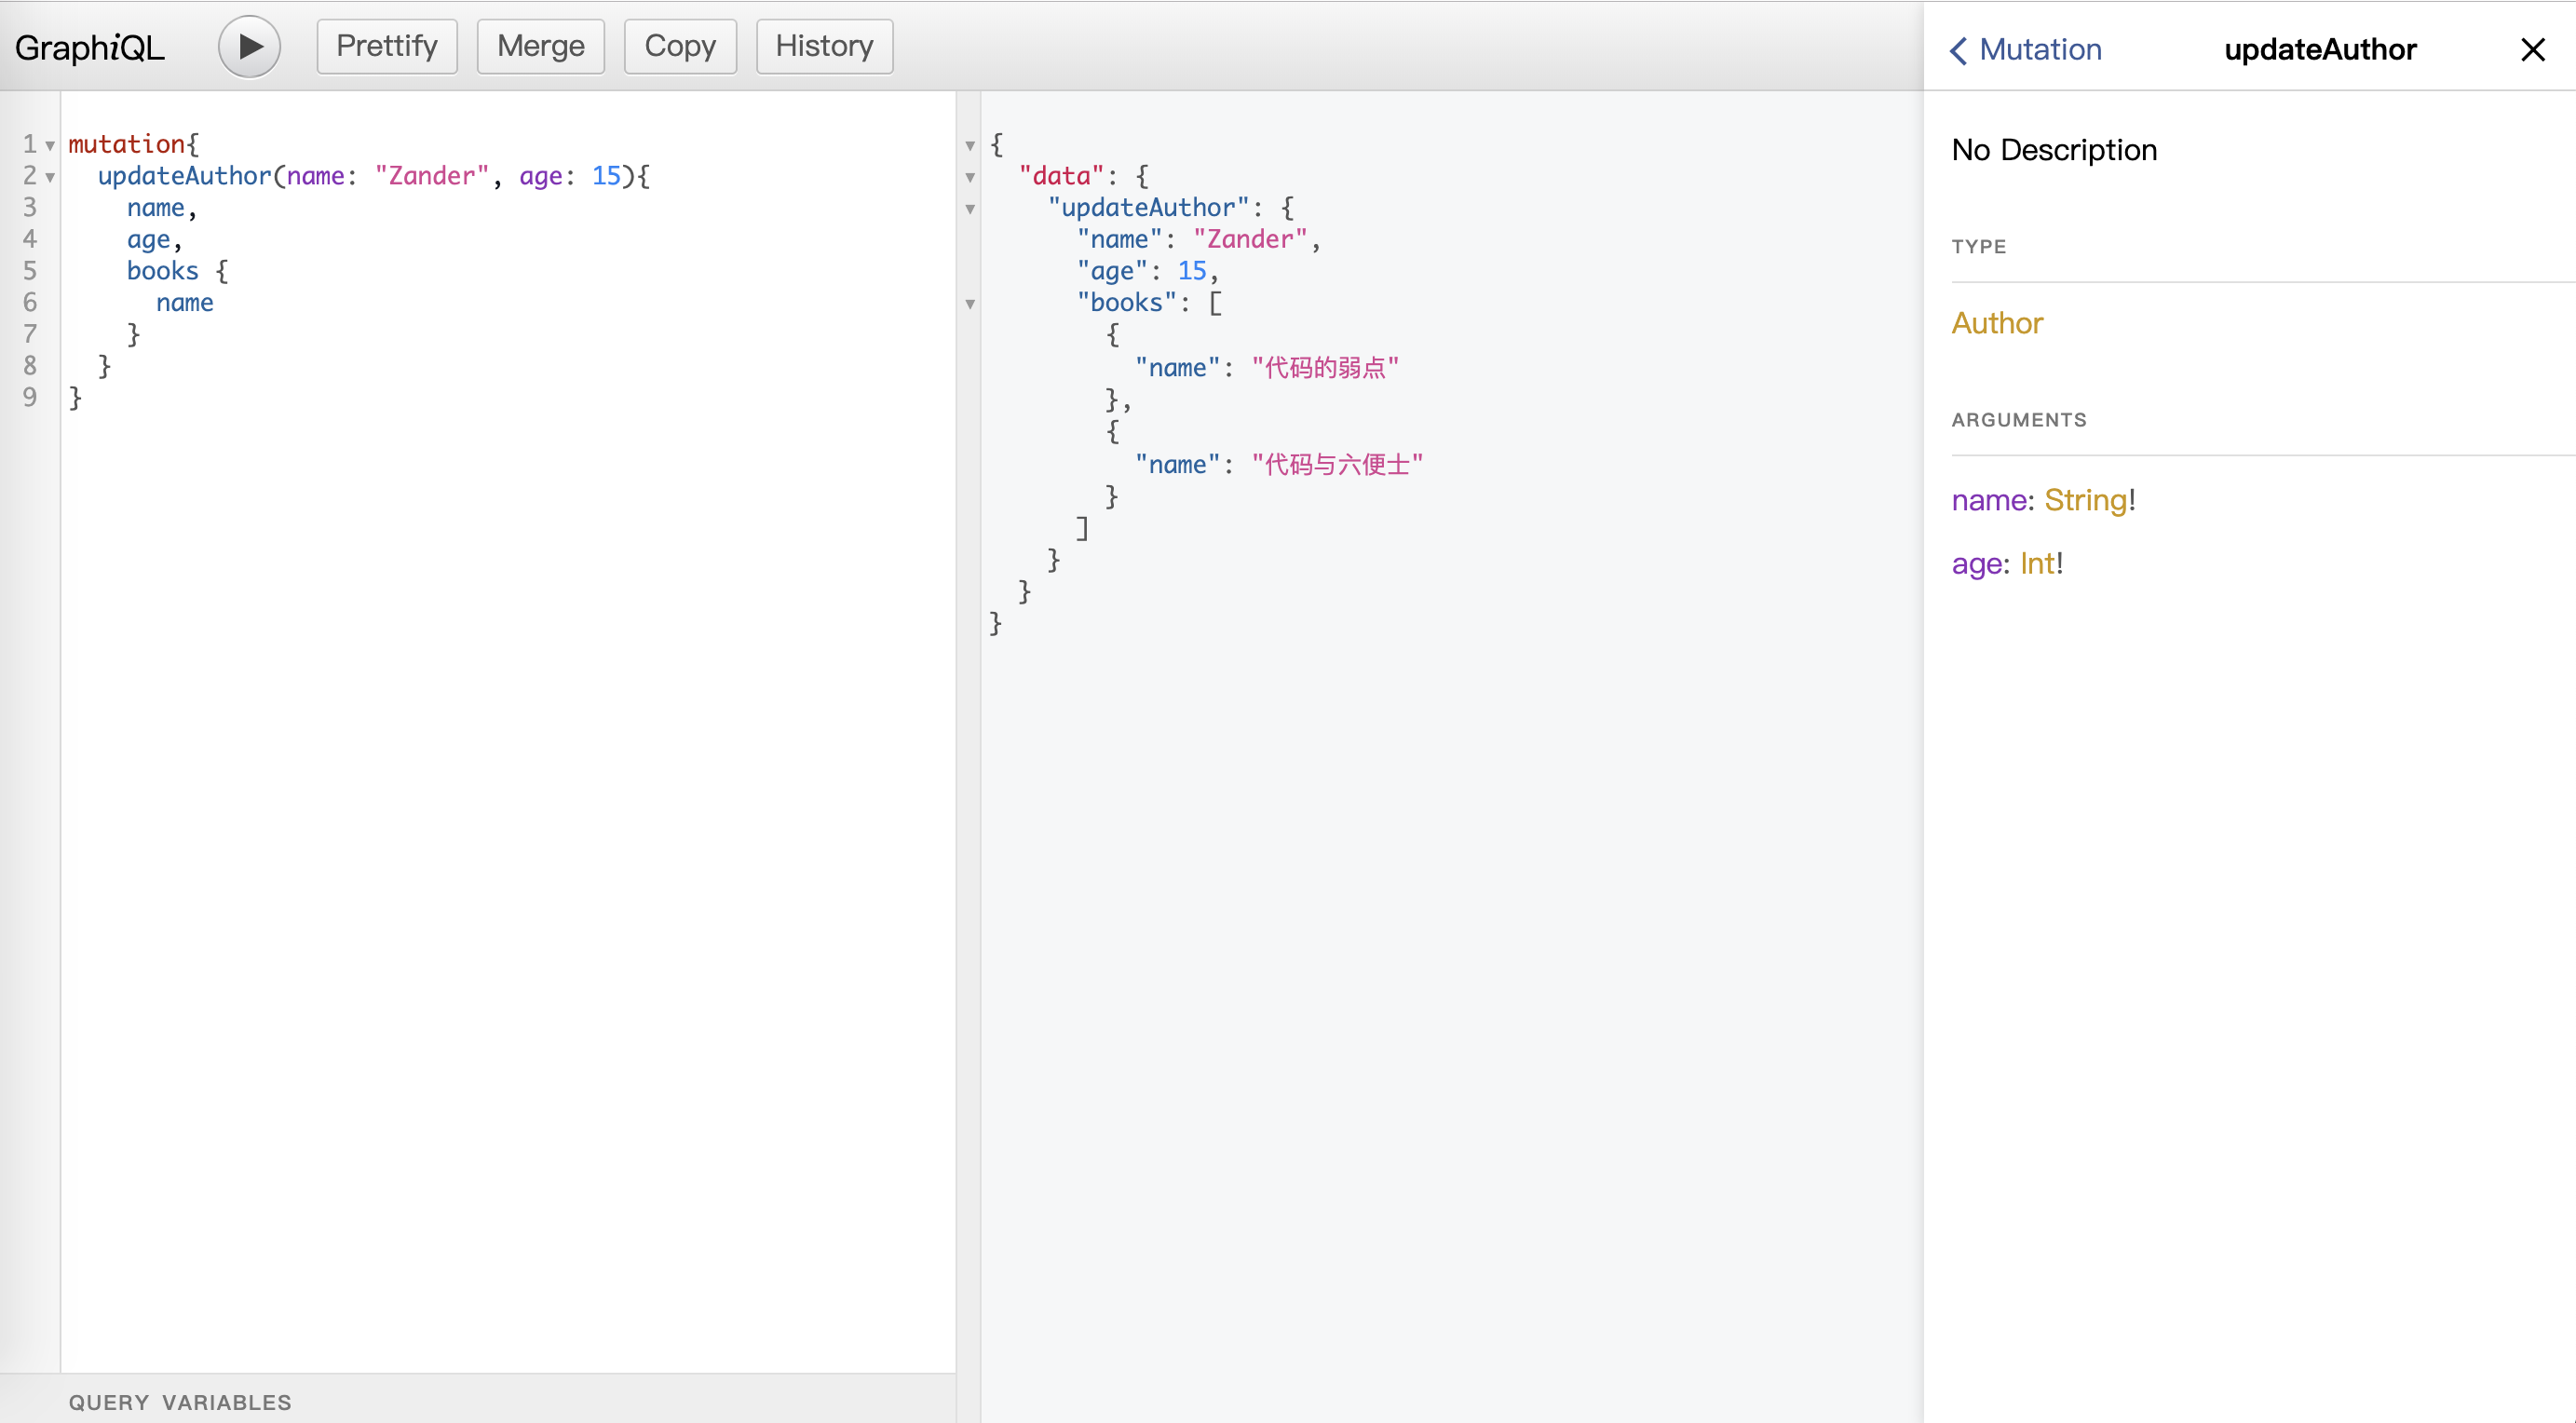 GraphiQL Prettify Merge Copy History
1 mutation{
2   updateAuthor(name: "Zander", age: 15){
3     name,
4     age,
5     books {
6       name
7     }
8   }
9 }
QUERY VARIABLES
{
  "data": {
    "updateAuthor": {
      "name": "Zander",
      "age": 15,
      "books": [
        {
          "name": "代码的弱点"
        },
        {
          "name": "代码与六便士"
        }
      ]
    }
  }
}
Mutation updateAuthor
No Description
TYPE
Author
ARGUMENTS
name: String!
age: Int!